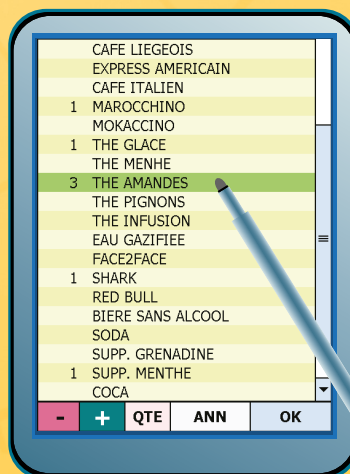 CAFE LIEGEOIS
EXPRESS AMERICAIN
CAFE ITALIEN
1 MAROCCHINO
MOKACCINO
1 THE GLACE
THE MENHE
3 THE AMANDES
THE PIGNONS
THE INFUSION
EAU GAZIFIEE
FACE2FACE
1 SHARK
RED BULL
BIERE SANS ALCOOL
SODA
SUPP. GRENADINE
1 SUPP. MENTHE
COCA
- + QTE ANN OK